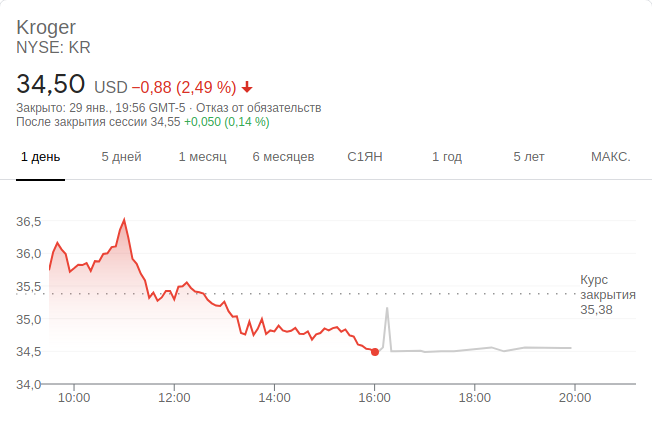 Kroger
NYSE: KR
34,50 USD −0,88 (2,49 %)
Закрыто: 29 янв., 19:56 GMT-5 · Отказ от обязательств
После закрытия сессии 34,55 +0,050 (0,14 %)
1 день 5 дней 1 месяц 6 месяцев С1ЯН 1 год 5 лет МАКС.
36,5
36,0
35,5
35,0
34,5
34,0
Курс
закрытия
35,38
10:00 12:00 14:00 16:00 18:00 20:00